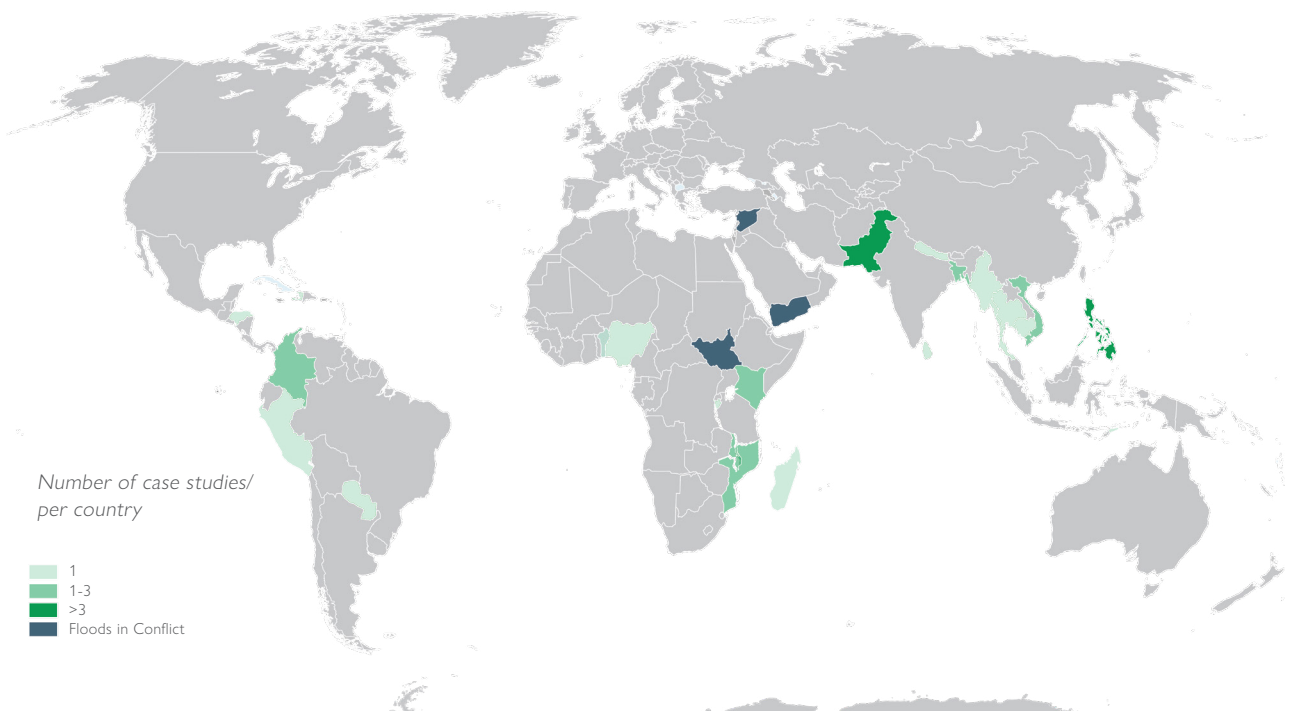 Number of case studies/
per country
1
1-3
>3
Floods in Conflict